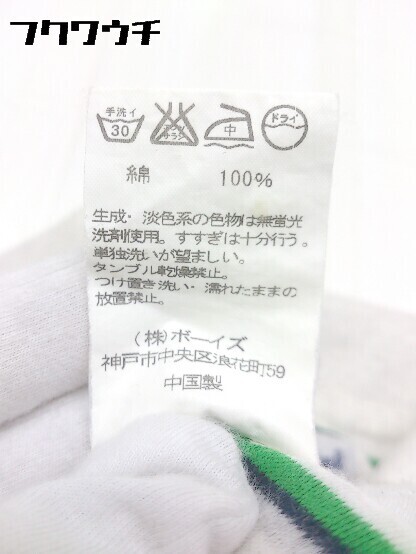 フクワウチ
手洗イ 30 エンソサラシ 中 ドライ
綿 100%
生成・淡色系の色物は無蛍光
洗剤使用。すすぎは十分行う。
単独洗いが望ましい。
タンブル乾燥禁止。
つけ置き洗い・濡れたままの
放置禁止。
(株)ボーイズ
神戸市中央区浪花町59
中国製